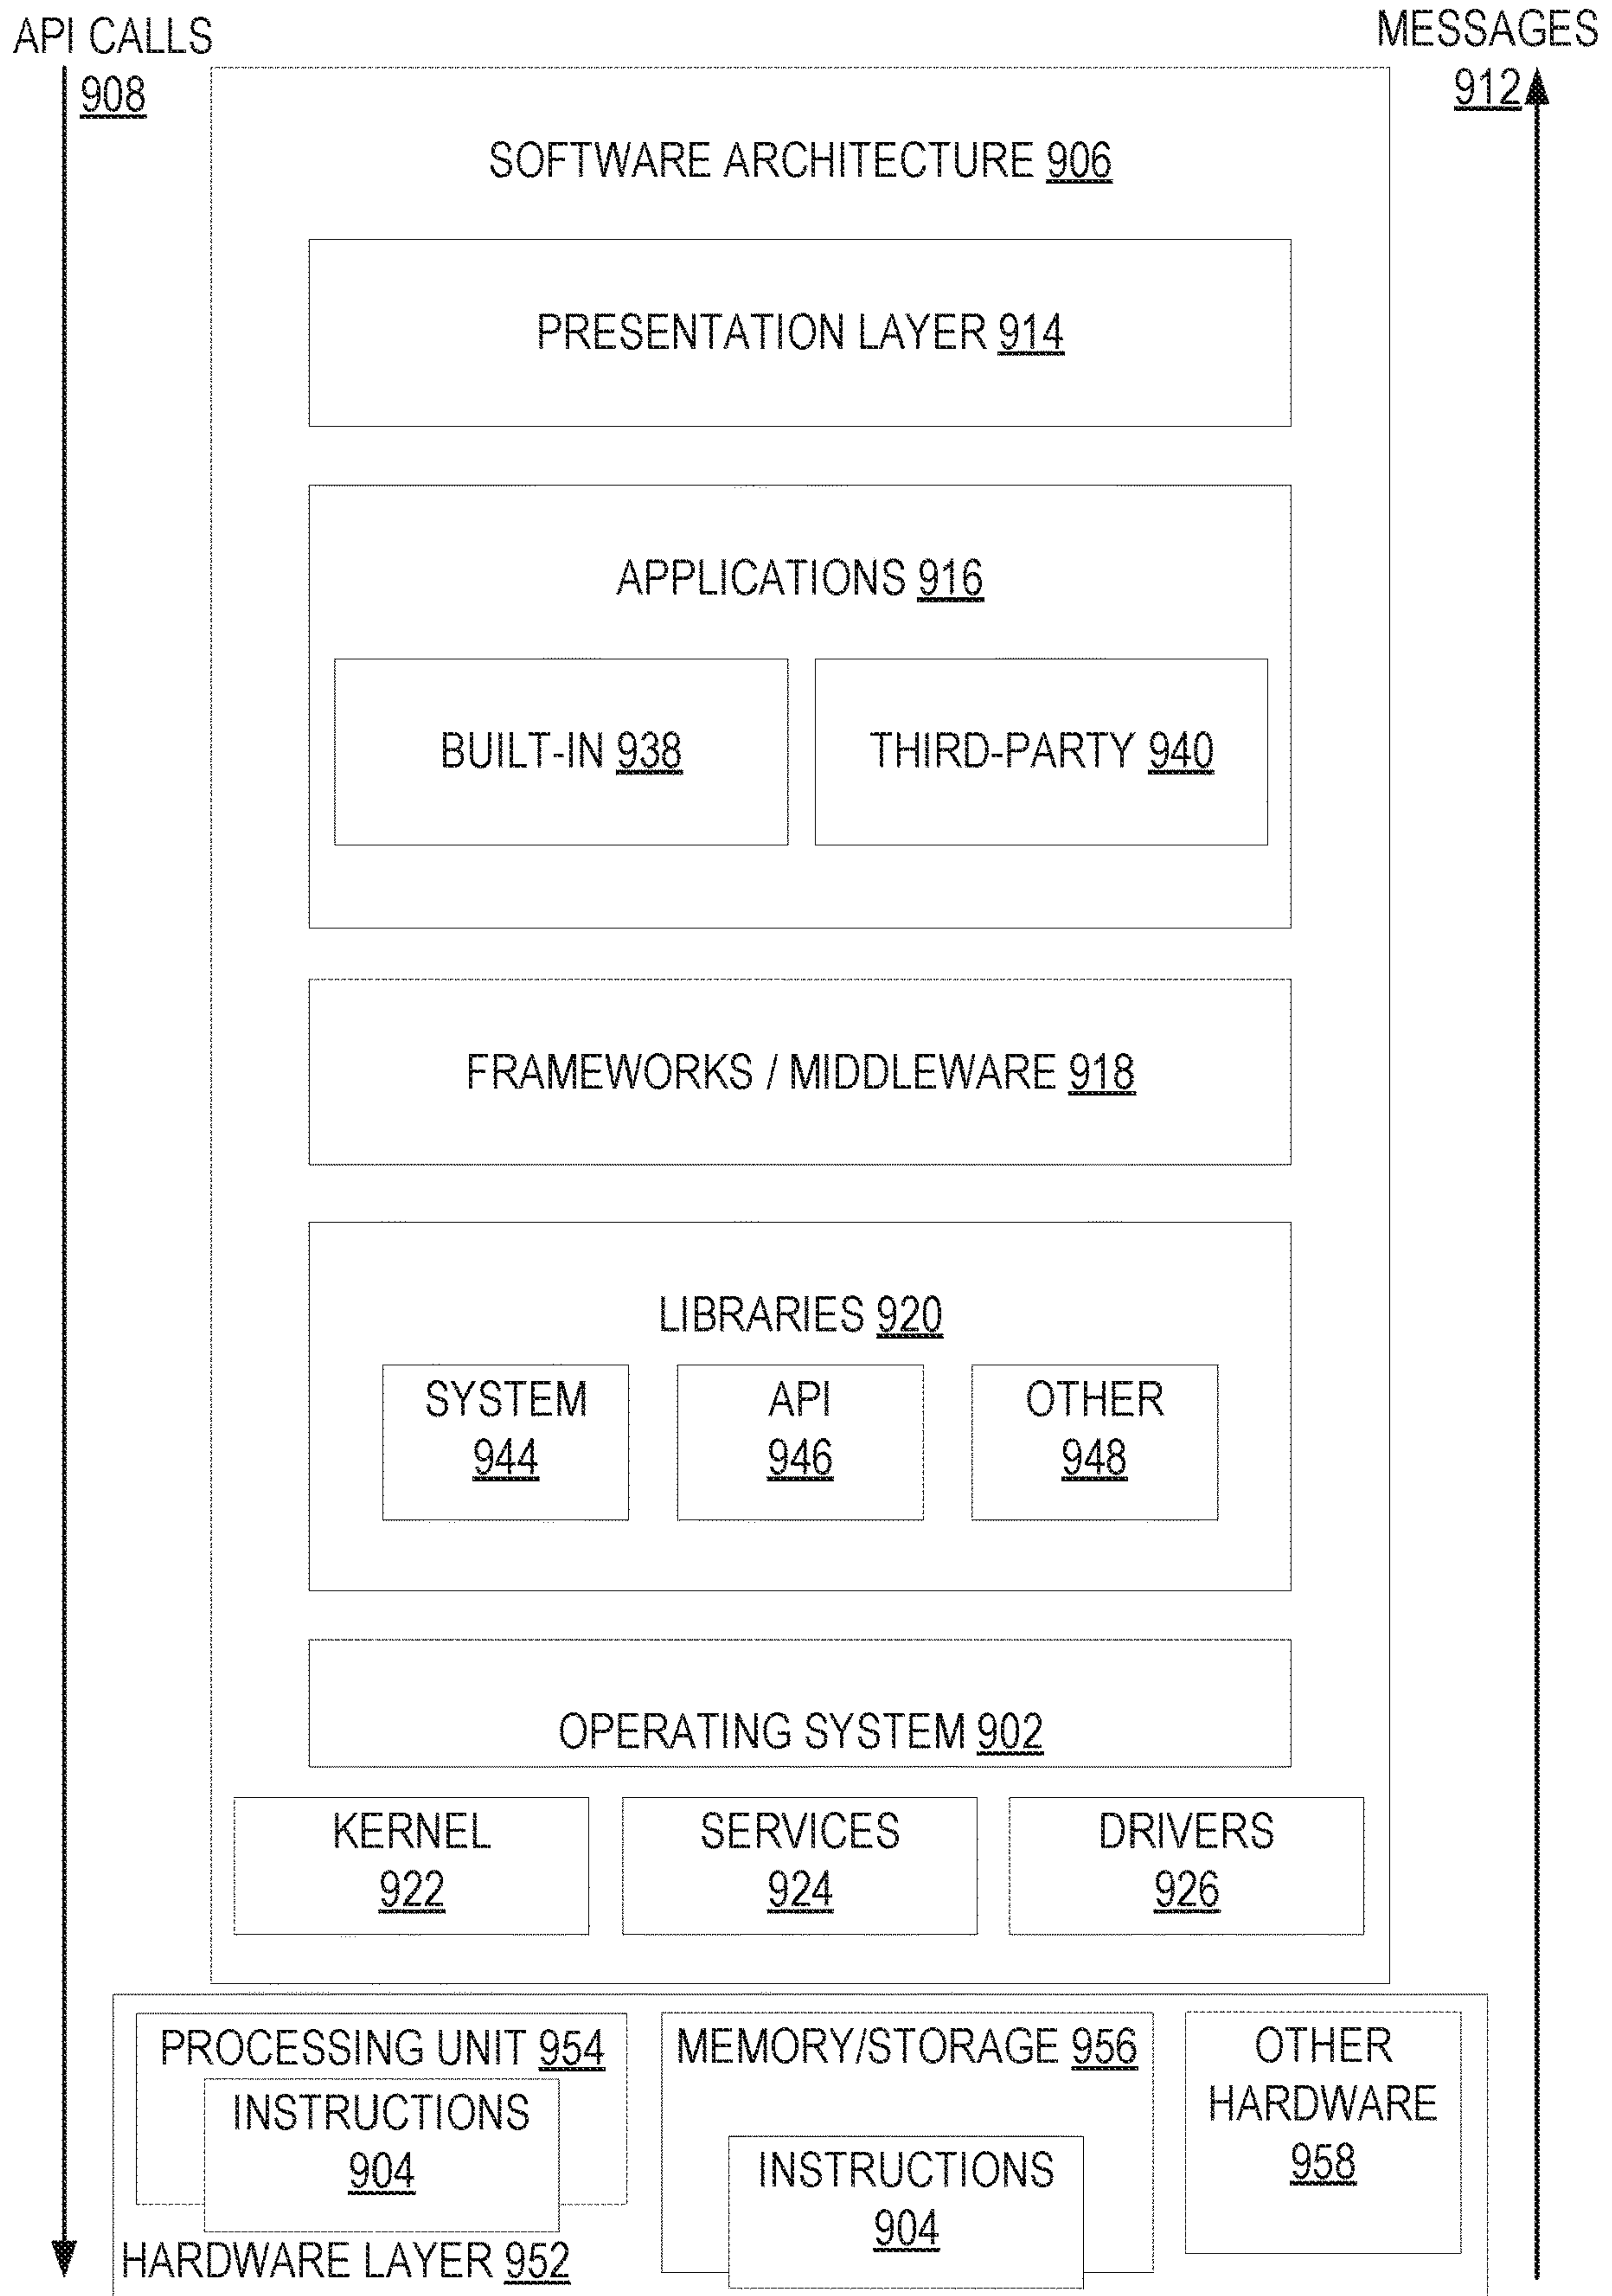 API CALLS
908
MESSAGES
912
SOFTWARE ARCHITECTURE 906
PRESENTATION LAYER 914
APPLICATIONS 916
BUILT-IN 938
THIRD-PARTY 940
FRAMEWORKS / MIDDLEWARE 918
LIBRARIES 920
SYSTEM
944
API
946
OTHER
948
OPERATING SYSTEM 902
KERNEL
922
SERVICES
924
DRIVERS
926
PROCESSING UNIT 954
INSTRUCTIONS
904
MEMORY/STORAGE 956
INSTRUCTIONS
904
OTHER
HARDWARE
958
HARDWARE LAYER 952